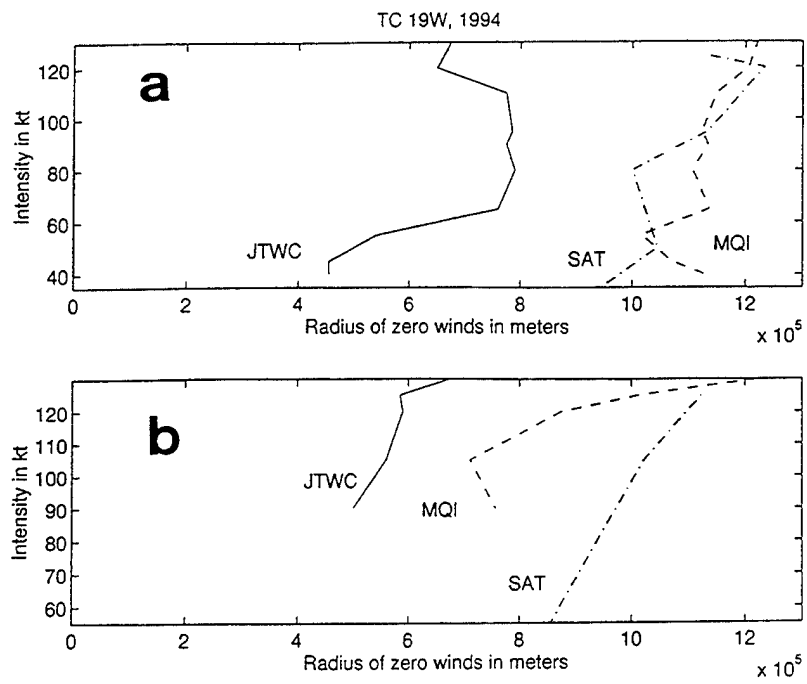 TC 19W, 1994
a
Intensity in kt
120
100
80
60
40
JTWC
SAT
MQI
0 2 4 6 8 10 12
Radius of zero winds in meters
x 10^5
b
Intensity in kt
120
110
100
90
80
70
60
JTWC
MQI
SAT
0 2 4 6 8 10 12
Radius of zero winds in meters
x 10^5